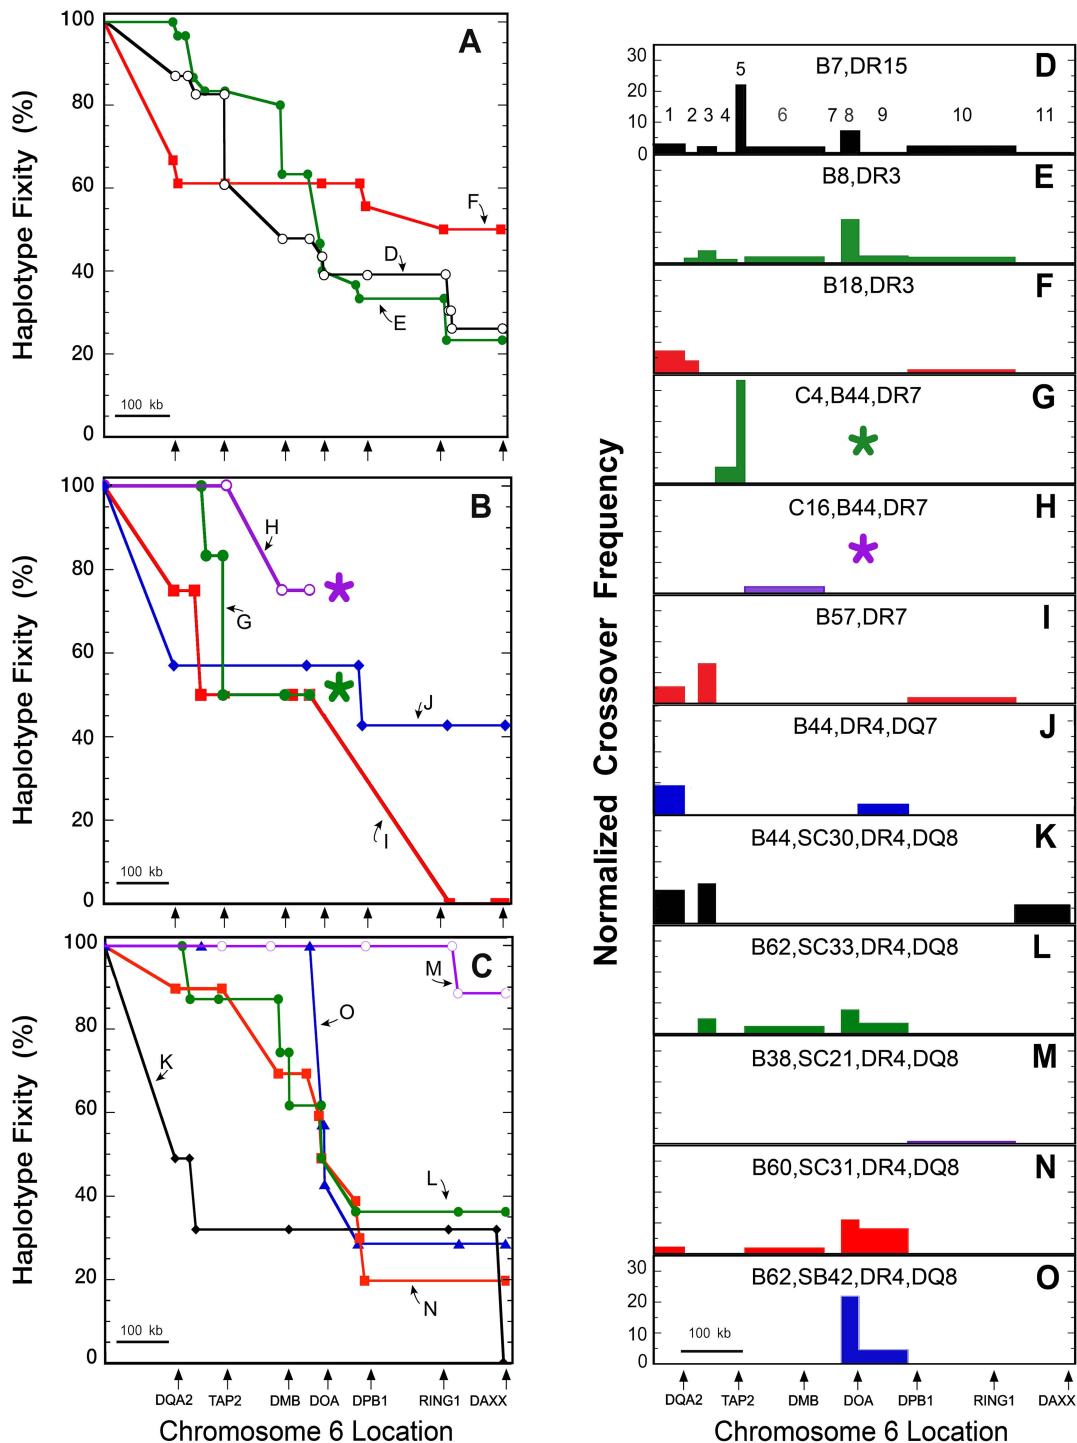 A
Haplotype Fixity (%)
100
80
60
40
20
0
F
D
E
100 kb
B
Haplotype Fixity (%)
100
80
60
40
20
0
H
G
J
I
100 kb
C
Haplotype Fixity (%)
100
80
60
40
20
0
M
O
K
L
N
100 kb
DQA2 TAP2 DMB DOA DPB1 RING1 DAXX
Chromosome 6 Location
Normalized Crossover Frequency
30
20
10
0
B7,DR15
D
1 2 3 4 5 6 7 8 9 10 11
B8,DR3
E
B18,DR3
F
C4,B44,DR7
G
C16,B44,DR7
H
B57,DR7
I
B44,DR4,DQ7
J
B44,SC30,DR4,DQ8
K
B62,SC33,DR4,DQ8
L
B38,SC21,DR4,DQ8
M
B60,SC31,DR4,DQ8
N
B62,SB42,DR4,DQ8
O
30
20
10
0
100 kb
DQA2 TAP2 DMB DOA DPB1 RING1 DAXX
Chromosome 6 Location